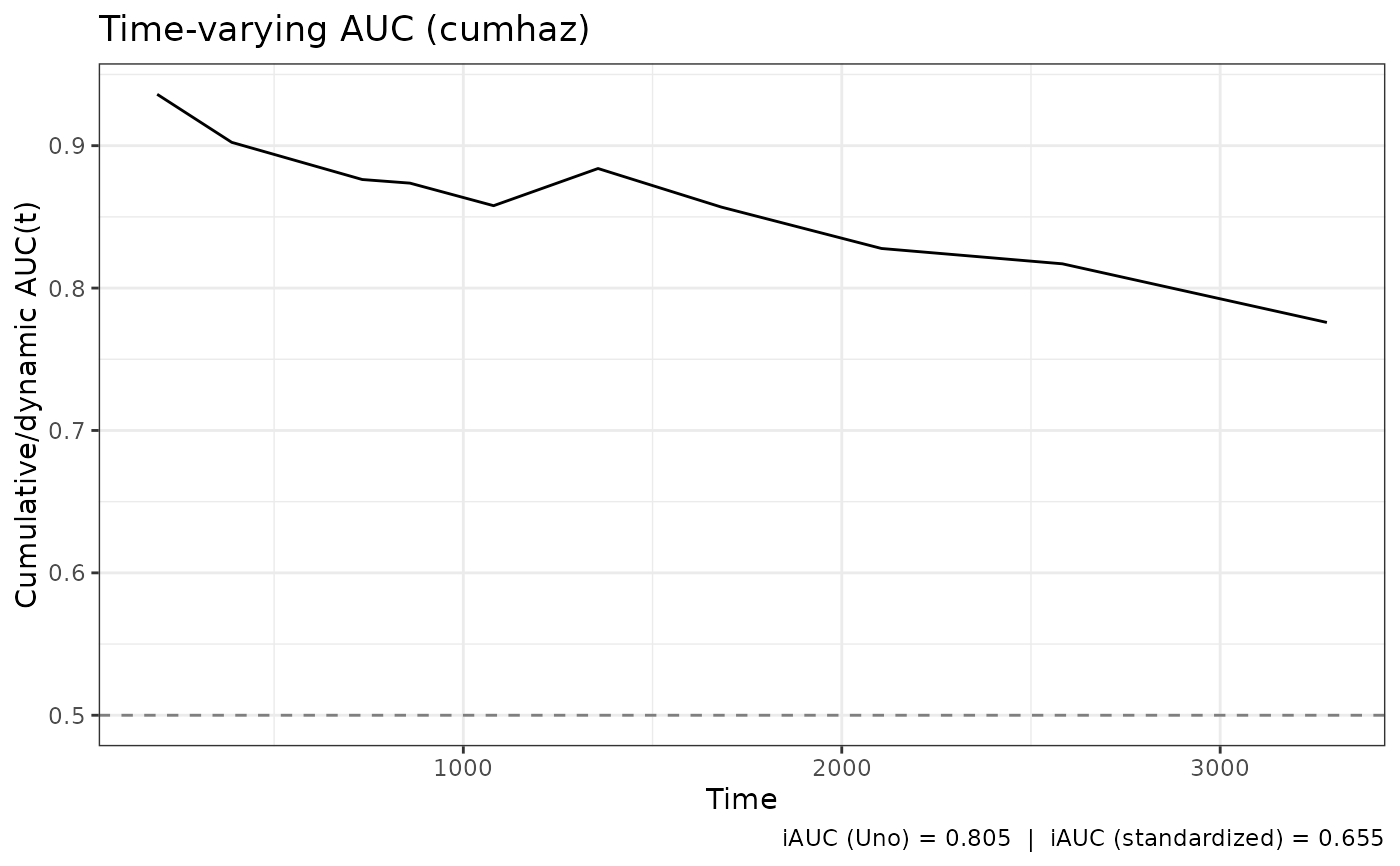 Time-varying AUC (cumhaz)
Cumulative/dynamic AUC(t)
0.9
0.8
0.7
0.6
0.5
1000 2000 3000
Time
iAUC (Uno) = 0.805 | iAUC (standardized) = 0.655